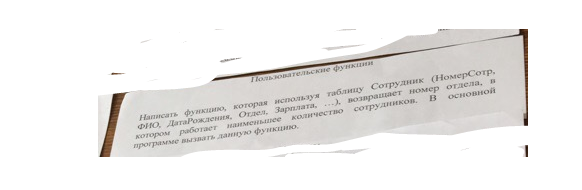 Пользовательские функции
Написать функцию, которая используя таблицу Сотрудник (НомерСотр,
ФИО, ДатаРождения, Отдел, Зарплата, …), возвращает номер отдела, в
котором работает наименьшее количество сотрудников. В основной
программе вызвать данную функцию.